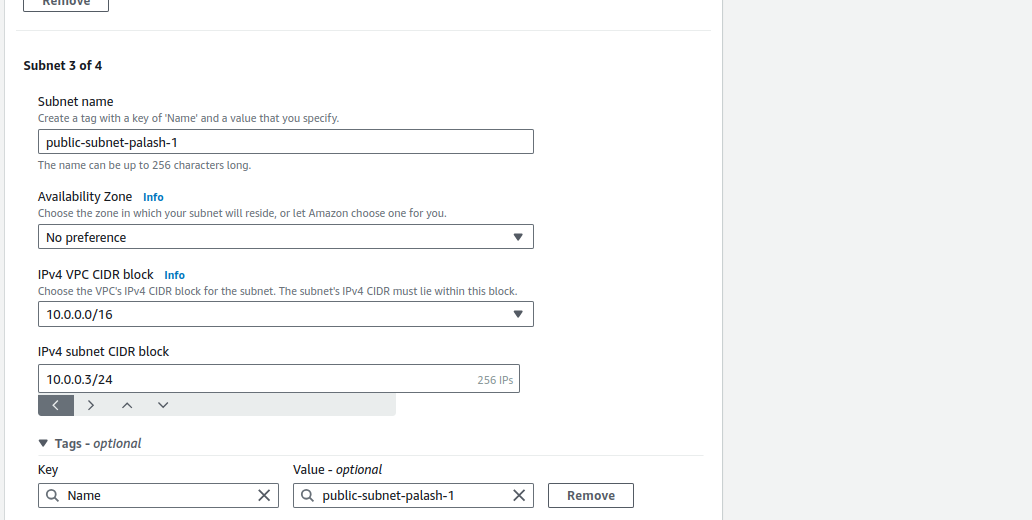 Remove
Subnet 3 of 4
Subnet name
Create a tag with a key of 'Name' and a value that you specify.
public-subnet-palash-1
The name can be up to 256 characters long.
Availability Zone Info
Choose the zone in which your subnet will reside, or let Amazon choose one for you.
No preference
IPv4 VPC CIDR block Info
Choose the VPC's IPv4 CIDR block for the subnet. The subnet's IPv4 CIDR must lie within this block.
10.0.0.0/16
IPv4 subnet CIDR block
10.0.0.3/24 256 IPs
Tags - optional
Key Value - optional
Name public-subnet-palash-1 Remove